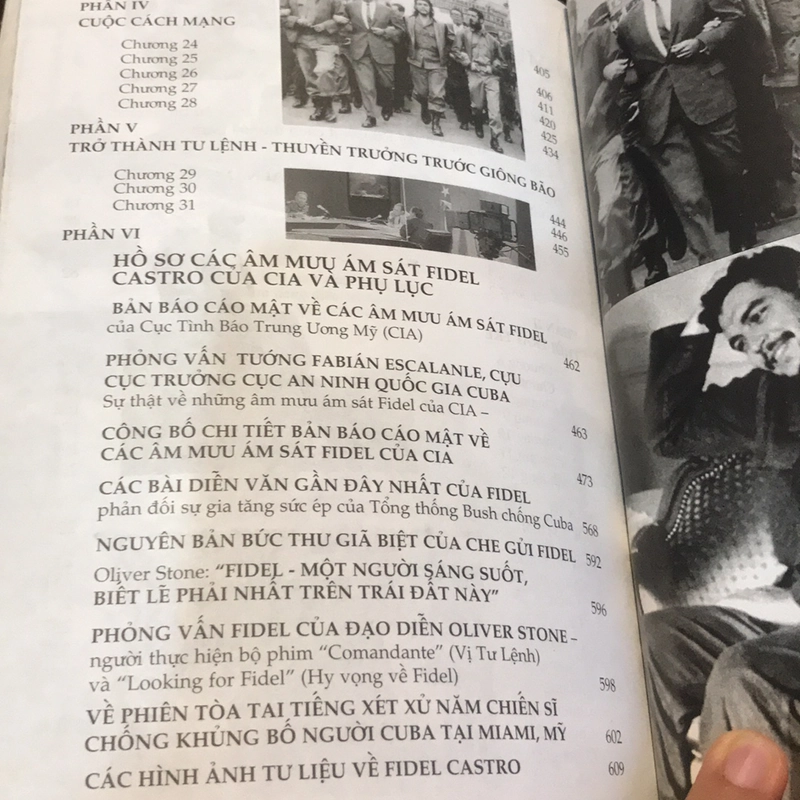 PHẦN IV
CUỘC CÁCH MẠNG
Chương 24 405
Chương 25 406
Chương 26 411
Chương 27 420
Chương 28 425
434
PHẦN V
TRỞ THÀNH TƯ LỆNH - THUYỀN TRƯỞNG TRƯỚC GIÔNG BÃO
Chương 29 444
Chương 30 446
Chương 31 455
PHẦN VI
HỒ SƠ CÁC ÂM MƯU ÁM SÁT FIDEL
CASTRO CỦA CIA VÀ PHỤ LỤC
BẢN BÁO CÁO MẬT VỀ CÁC ÂM MƯU ÁM SÁT FIDEL
của Cục Tình Báo Trung Ương Mỹ (CIA) 462
PHỎNG VẤN TƯỚNG FABIÁN ESCALANLE, CỰU
CỤC TRƯỞNG CỤC AN NINH QUỐC GIA CUBA
Sự thật về những âm mưu ám sát Fidel của CIA – 463
CÔNG BỐ CHI TIẾT BẢN BÁO CÁO MẬT VỀ
CÁC ÂM MƯU ÁM SÁT FIDEL CỦA CIA 473
CÁC BÀI DIỄN VĂN GẦN ĐÂY NHẤT CỦA FIDEL
phản đối sự gia tăng sức ép của Tổng thống Bush chống Cuba 568
NGUYÊN BẢN BỨC THƯ GIÃ BIỆT CỦA CHE GỬI FIDEL 592
Oliver Stone: “FIDEL - MỘT NGƯỜI SÁNG SUỐT,
BIẾT LẼ PHẢI NHẤT TRÊN TRÁI ĐẤT NÀY” 596
PHỎNG VẤN FIDEL CỦA ĐẠO DIỄN OLIVER STONE –
người thực hiện bộ phim “Comandante” (Vị Tư Lệnh)
và “Looking for Fidel” (Hy vọng về Fidel) 598
VỀ PHIÊN TÒA TAI TIẾNG XÉT XỬ NĂM CHIẾN SĨ
CHỐNG KHỦNG BỐ NGƯỜI CUBA TẠI MIAMI, MỸ 602
CÁC HÌNH ẢNH TƯ LIỆU VỀ FIDEL CASTRO 609